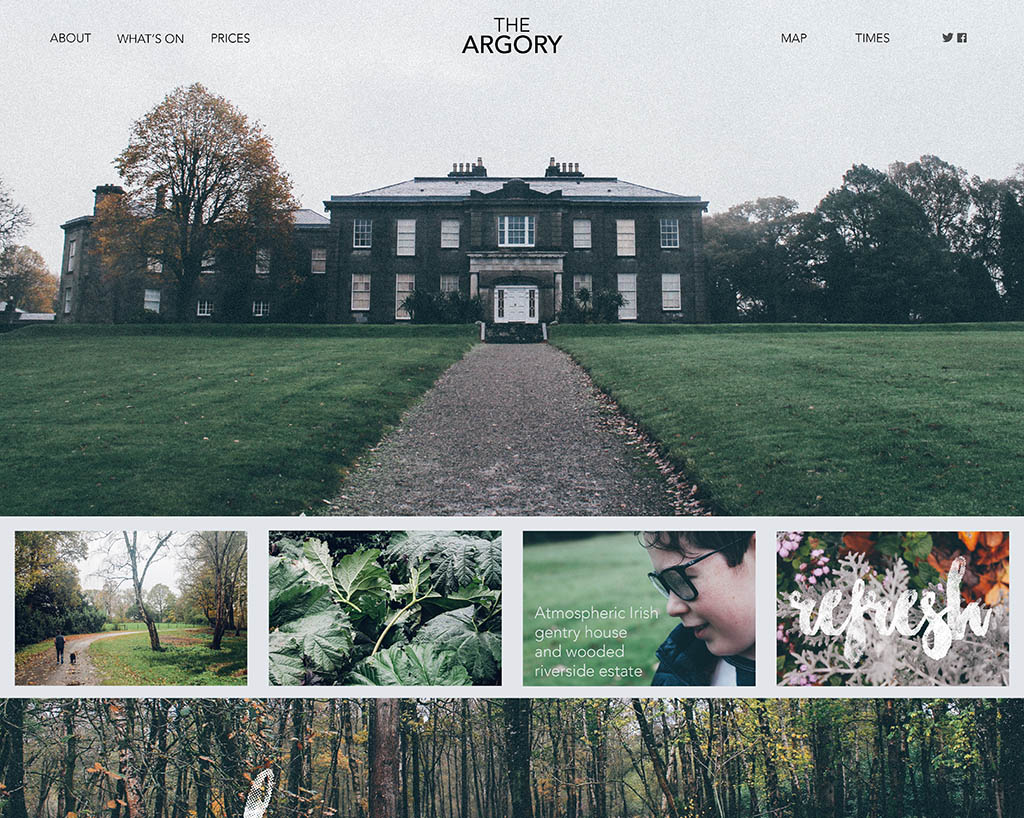 ABOUT
WHAT'S ON
PRICES
THE
ARGORY
MAP
TIMES
Atmospheric Irish
gentry house
and wooded
riverside estate
refresh